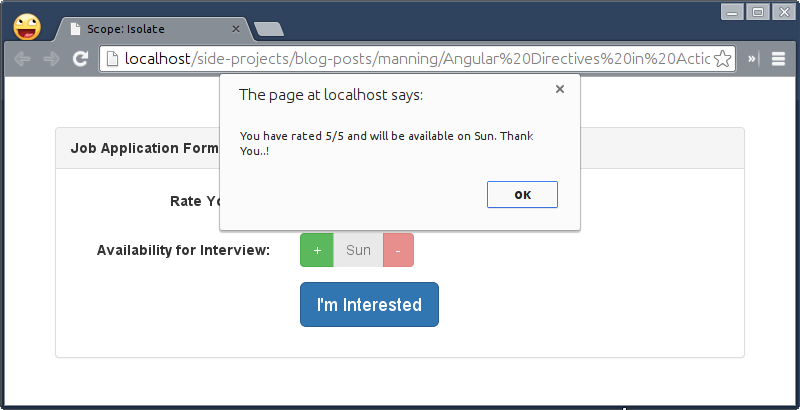 Scope: Isolate
localhost/side-projects/blog-posts/manning/Angular%20Directives%20in%20Actic
The page at localhost says:
You have rated 5/5 and will be available on Sun. Thank
You..!
OK
Job Application Form
Rate Yo
Availability for Interview:
+ Sun -
I'm Interested